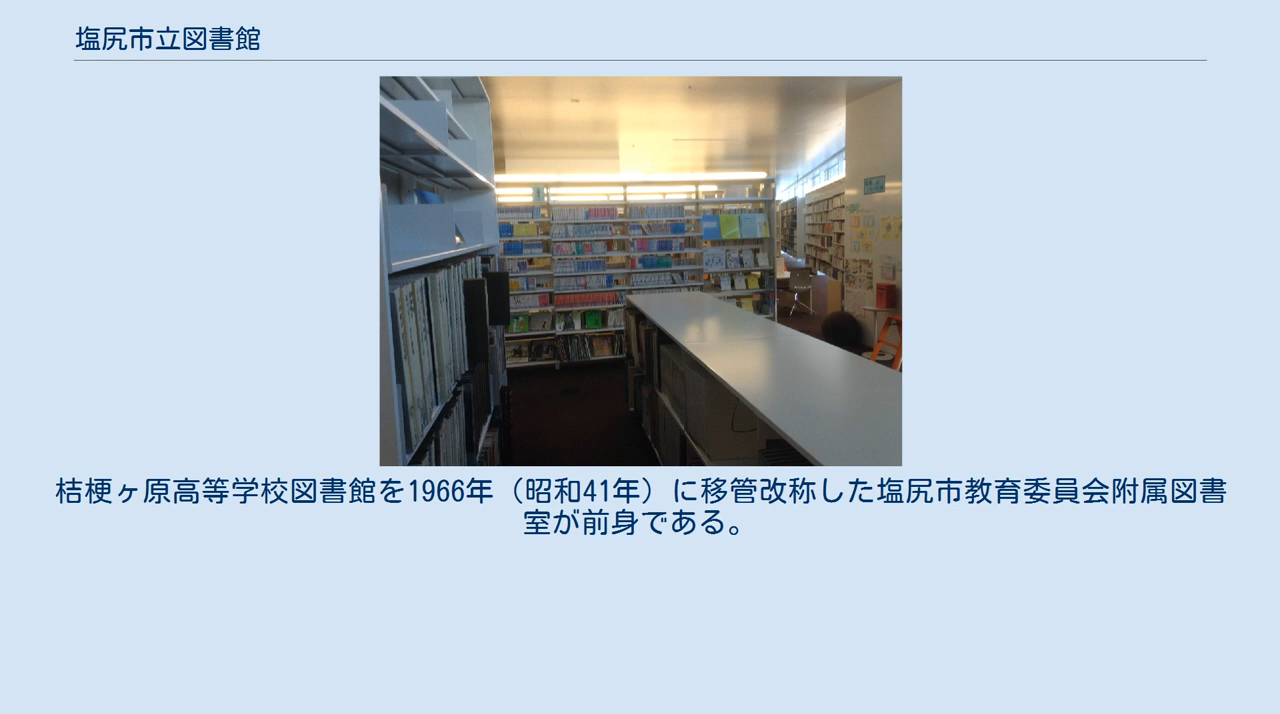 塩尻市立図書館
桔梗ヶ原高等学校図書館を1966年（昭和41年）に移管改称した塩尻市教育委員会附属図書
室が前身である。